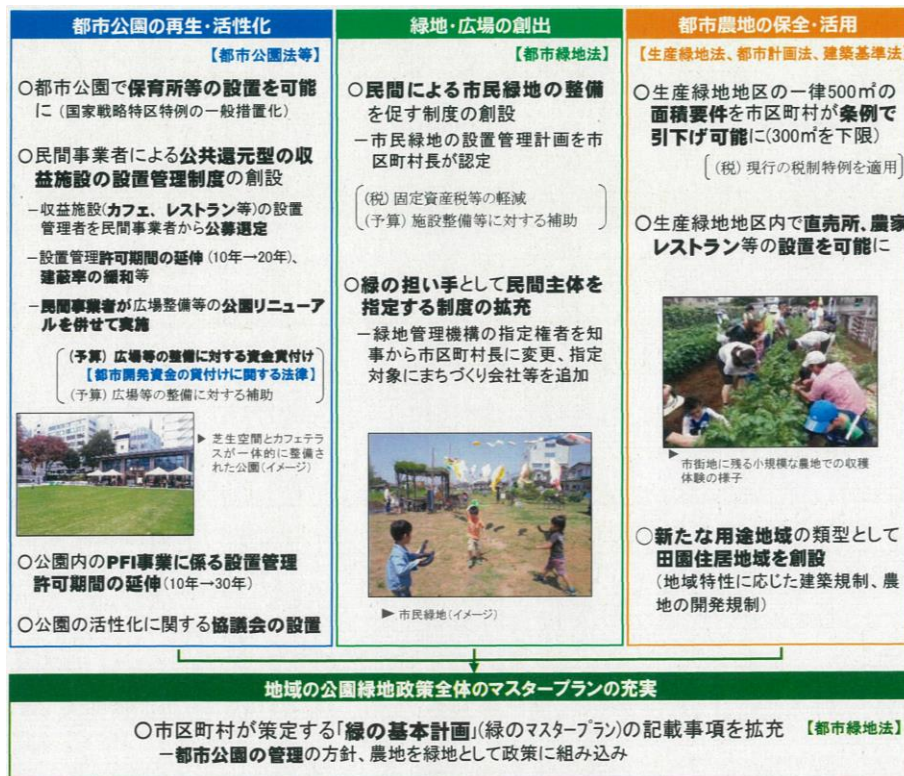 都市公園の再生・活性化
【都市公園法等】
○都市公園で保育所等の設置を可能
に（国家戦略特区特例の一般措置化）
○民間事業者による公共還元型の収
益施設の設置管理制度の創設
－収益施設(カフェ、レストラン等)の設置
管理者を民間事業者から公募選定
－設置管理許可期間の延伸（10年→20年）、
建蔽率の緩和等
－民間事業者が広場整備等の公園リニューア
ルを併せて実施
(予算) 広場等の整備に対する資金貸付け
【都市開発資金の貸付けに関する法律】
(予算) 広場等の整備に対する補助
▶ 芝生空間とカフェテラ
スが一体的に整備さ
れた公園(イメージ)
○公園内のPFI事業に係る設置管理
許可期間の延伸（10年→30年）
○公園の活性化に関する協議会の設置
緑地・広場の創出
【都市緑地法】
○民間による市民緑地の整備
を促す制度の創設
－市民緑地の設置管理計画を市
区町村長が認定
(税) 固定資産税等の軽減
(予算) 施設整備等に対する補助
○緑の担い手として民間主体を
指定する制度の拡充
－緑地管理機構の指定権者を知
事から市区町村長に変更、指定
対象にまちづくり会社等を追加
▶ 市民緑地(イメージ)
都市農地の保全・活用
【生産緑地法、都市計画法、建築基準法】
○生産緑地地区の一律500㎡の
面積要件を市区町村が条例で
引下げ可能に(300㎡を下限)
(税) 現行の税制特例を適用
○生産緑地地区内で直売所、農家
レストラン等の設置を可能に
▶ 市街地に残る小規模な農地での収穫
体験の様子
○新たな用途地域の類型として
田園住居地域を創設
(地域特性に応じた建築規制、農
地の開発規制)
地域の公園緑地政策全体のマスタープランの充実
○市区町村が策定する「緑の基本計画」(緑のマスタープラン)の記載事項を拡充 【都市緑地法】
－都市公園の管理の方針、農地を緑地として政策に組み込み